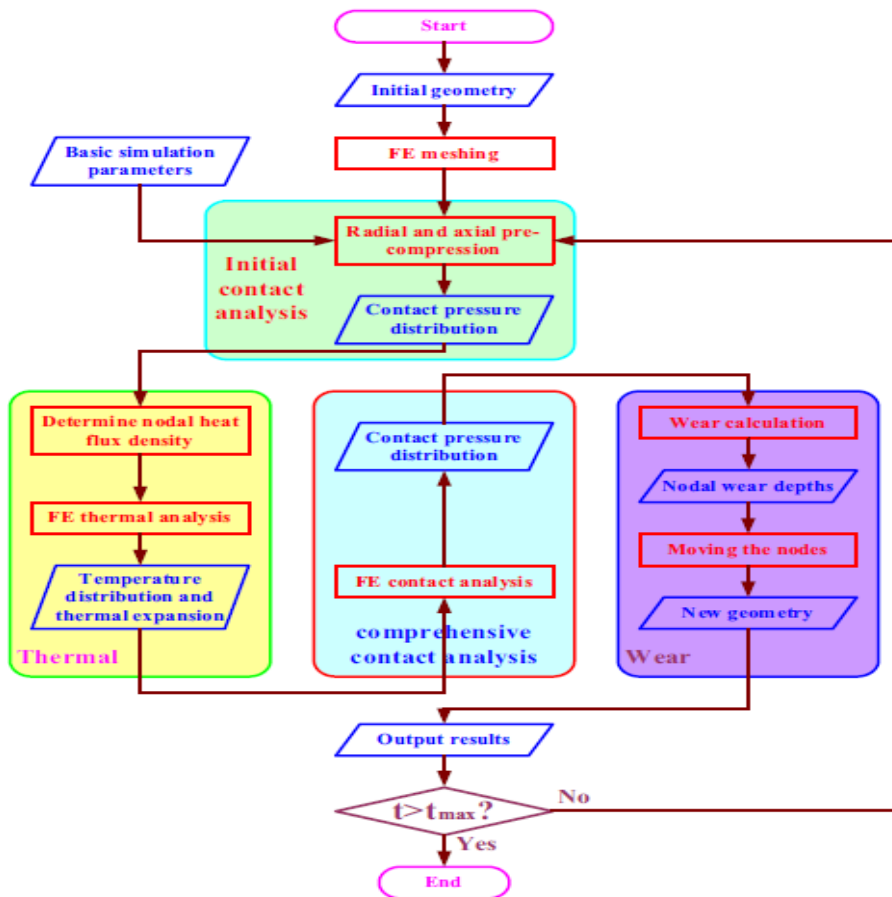 Start
Initial geometry
Basic simulation
parameters
FE meshing
Radial and axial pre-
compression
Initial
contact
analysis
Contact pressure
distribution
Determine nodal heat
flux density
FE thermal analysis
Temperature
distribution and
thermal expansion
Thermal
Contact pressure
distribution
FE contact analysis
comprehensive
contact analysis
Wear calculation
Nodal wear depths
Moving the nodes
New geometry
Wear
Output results
t>tmax?
No
Yes
End